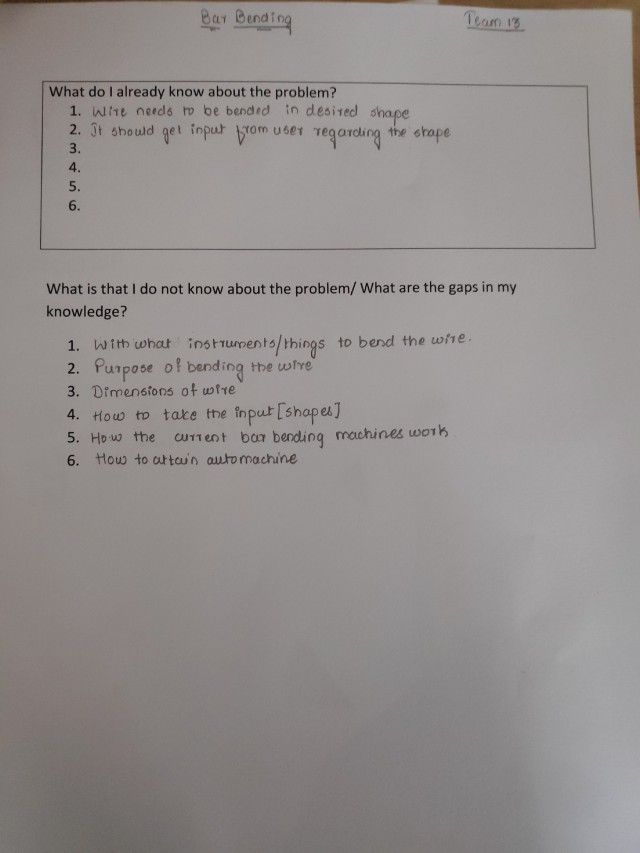 Bar Bending
Team 13
What do I already know about the problem?
1. Wire needs to be bended in desired shape
2. It should get input from user regarding the shape
3.
4.
5.
6.
What is that I do not know about the problem/ What are the gaps in my
knowledge?
1. With what instruments/things to bend the wire.
2. Purpose of bending the wire
3. Dimensions of wire
4. How to take the input [shapes]
5. How the current bar bending machines work
6. How to attain automachine